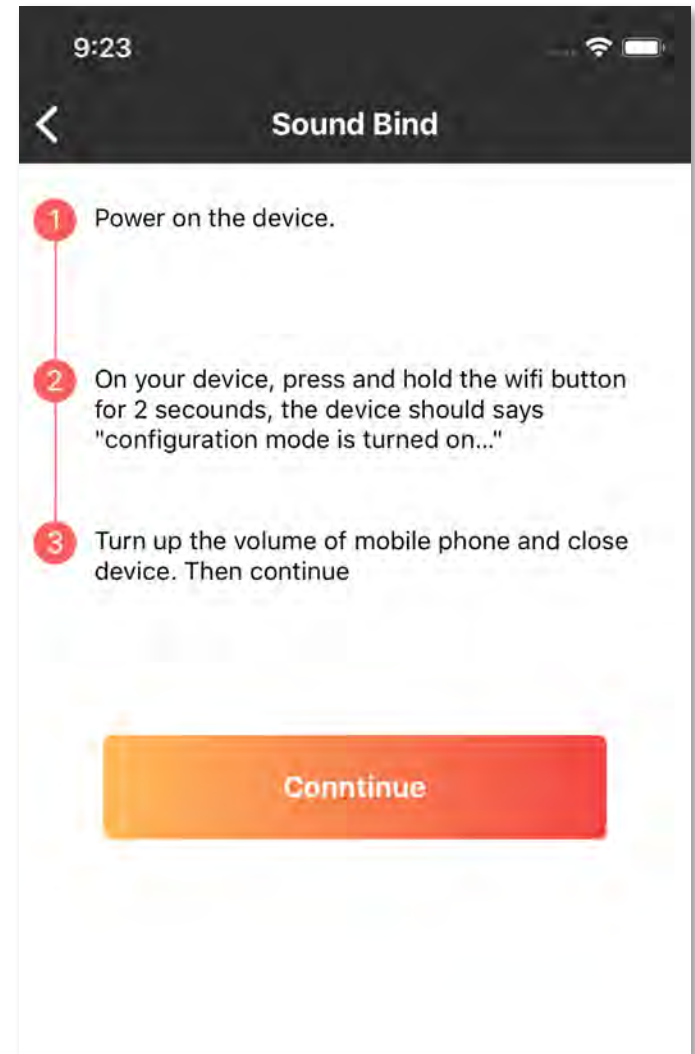 9:23
Sound Bind
1 Power on the device.
2 On your device, press and hold the wifi button
for 2 secounds, the device should says
"configuration mode is turned on..."
3 Turn up the volume of mobile phone and close
device. Then continue
Conntinue